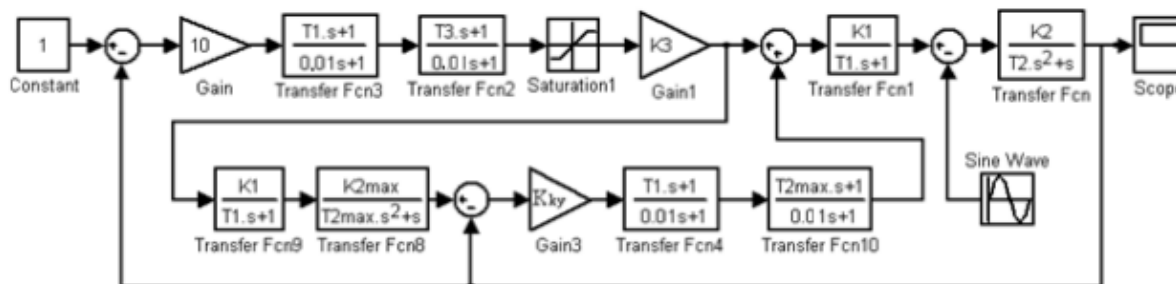 1
Constant
10
Gain
T1.s+1
0.01s+1
Transfer Fcn3
T3.s+1
0.01s+1
Transfer Fcn2
Saturation1
K3
Gain1
K1
T1.s+1
Transfer Fcn1
K2
T2.s²+s
Transfer Fcn
Scope
Sine Wave
K1
T1.s+1
Transfer Fcn9
K2max
T2max.s²+s
Transfer Fcn8
Kky
Gain3
T1.s+1
0.01s+1
Transfer Fcn4
T2max.s+1
0.01s+1
Transfer Fcn10